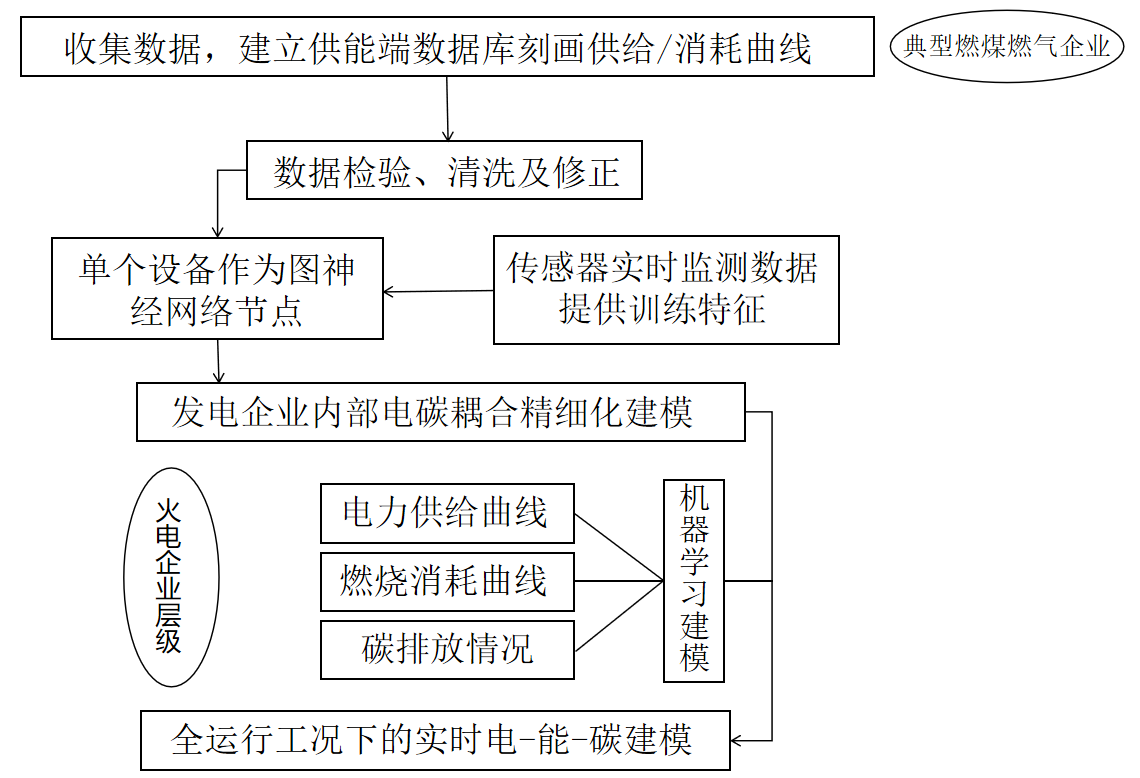 收集数据，建立供能端数据库刻画供给/消耗曲线
典型燃煤燃气企业
数据检验、清洗及修正
单个设备作为图神
经网络节点
传感器实时监测数据
提供训练特征
发电企业内部电碳耦合精细化建模
火电企业层级
电力供给曲线
燃烧消耗曲线
碳排放情况
机器学习建模
全运行工况下的实时电-能-碳建模